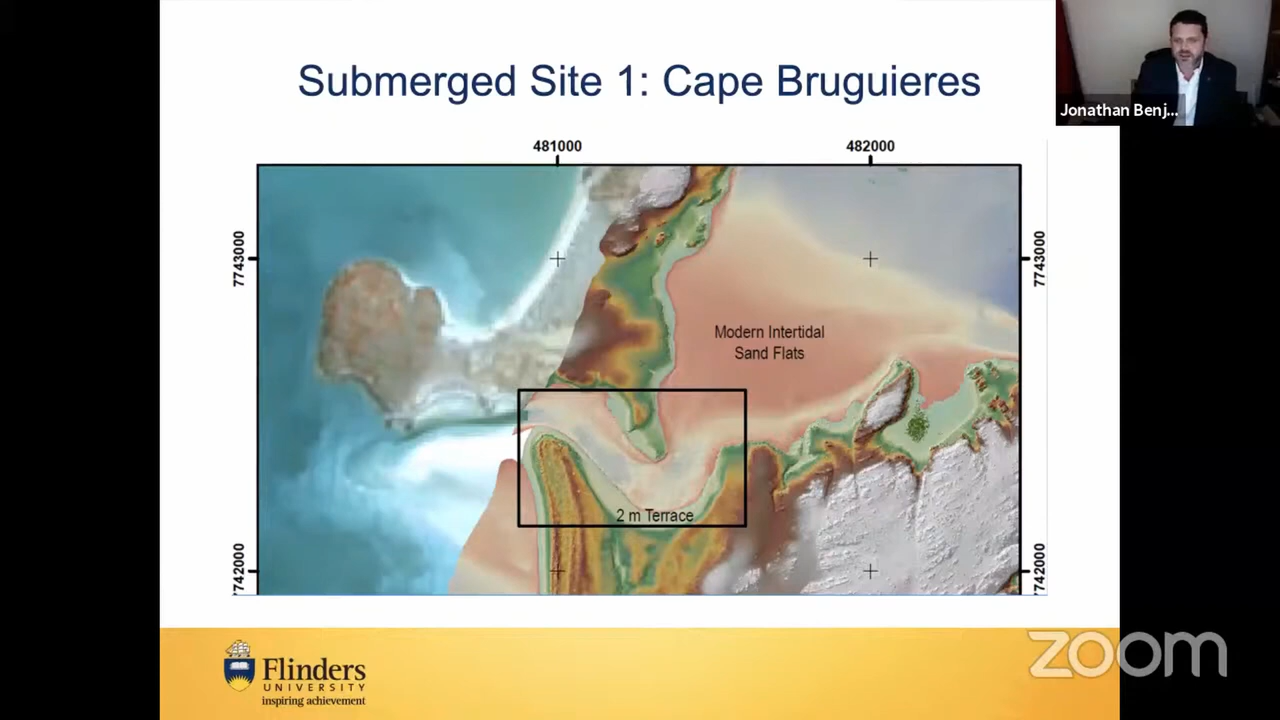 Submerged Site 1: Cape Bruguieres
Jonathan Benj...
481000
482000
7743000
7743000
Modern Intertidal
Sand Flats
2 m Terrace
7742000
7742000
Flinders
UNIVERSITY
inspiring achievement
zoom